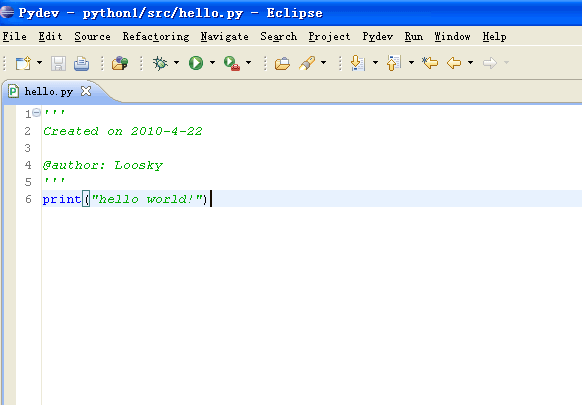 Pydev - python1/src/hello.py - Eclipse
File Edit Source Refactoring Navigate Search Project Pydev Run Window Help
hello.py
1 '''
2 Created on 2010-4-22
3
4 @author: Loosky
5 '''
6 print("hello world!")